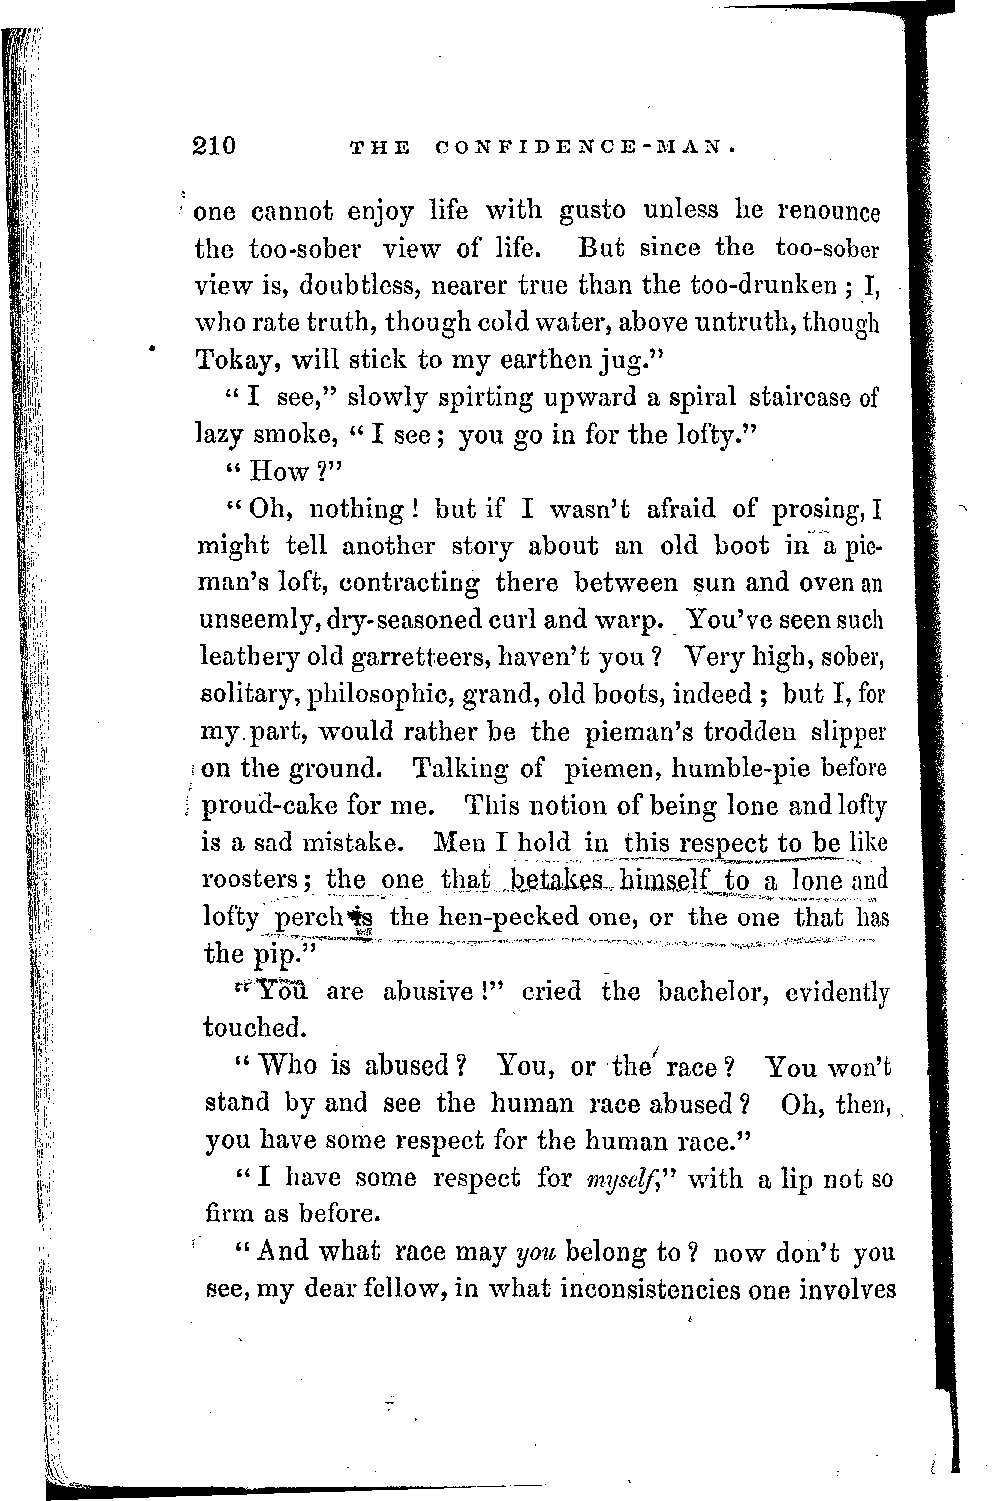 210 THE CONFIDENCE-MAN.
one cannot enjoy life with gusto unless he renounce
the too-sober view of life. But since the too-sober
view is, doubtless, nearer true than the too-drunken; I,
who rate truth, though cold water, above untruth, though
Tokay, will stick to my earthen jug."
"I see," slowly spirting upward a spiral staircase of
lazy smoke, "I see; you go in for the lofty."
"How?"
"Oh, nothing! but if I wasn't afraid of prosing, I
might tell another story about an old boot in a pie-
man's loft, contracting there between sun and oven an
unseemly, dry-seasoned curl and warp. You've seen such
leathery old garretteers, haven't you? Very high, sober,
solitary, philosophic, grand, old boots, indeed; but I, for
my part, would rather be the pieman's trodden slipper
on the ground. Talking of piemen, humble-pie before
proud-cake for me. This notion of being lone and lofty
is a sad mistake. Men I hold in this respect to be like
roosters; the one that betakes himself to a lone and
lofty perch is the hen-pecked one, or the one that has
the pip."
"You are abusive!" cried the bachelor, evidently
touched.
"Who is abused? You, or the race? You won't
stand by and see the human race abused? Oh, then,
you have some respect for the human race."
"I have some respect for myself," with a lip not so
firm as before.
"And what race may you belong to? now don't you
see, my dear fellow, in what inconsistencies one involves